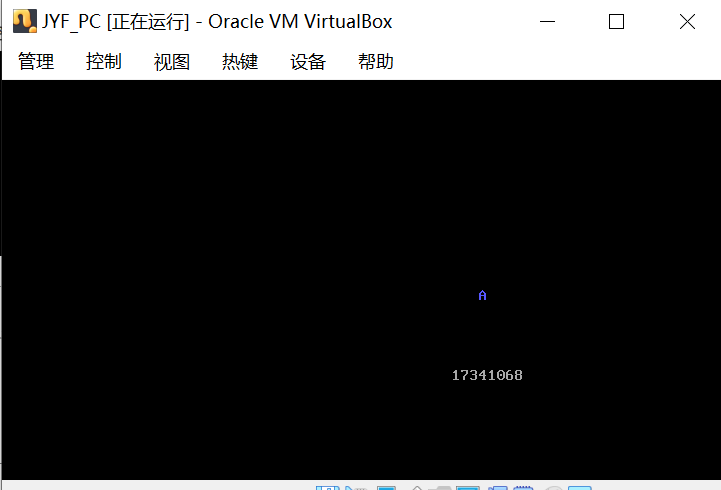 JYF_PC [正在运行] - Oracle VM VirtualBox
管理 控制 视图 热键 设备 帮助
A
17341068